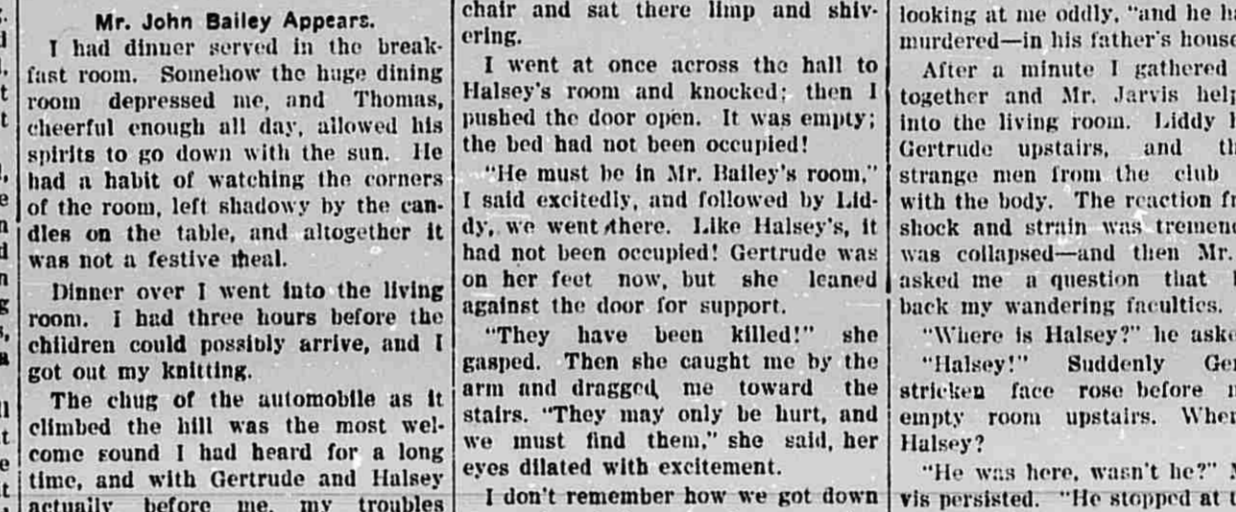 Mr. John Bailey Appears.
I had dinner served in the break-
fast room. Somehow the huge dining
room depressed me, and Thomas,
cheerful enough all day, allowed his
spirits to go down with the sun. He
had a habit of watching the corners
of the room, left shadowy by the can-
dles on the table, and altogether it
was not a festive meal.
Dinner over I went into the living
room. I had three hours before the
children could possibly arrive, and I
got out my knitting.
The chug of the automobile as it
climbed the hill was the most wel-
come sound I had heard for a long
time, and with Gertrude and Halsey
actually before me, my troubles
chair and sat there limp and shiv-
ering.
I went at once across the hall to
Halsey's room and knocked; then I
pushed the door open. It was empty;
the bed had not been occupied!
"He must be in Mr. Bailey's room,"
I said excitedly, and followed by Lid-
dy, we went there. Like Halsey's, it
had not been occupied! Gertrude was
on her feet now, but she leaned
against the door for support.
"They have been killed!" she
gasped. Then she caught me by the
arm and dragged me toward the
stairs. "They may only be hurt, and
we must find them," she said, her
eyes dilated with excitement.
I don't remember how we got down
looking at me oddly, "and he
murdered—in his father's house
After a minute I gathered
together and Mr. Jarvis
into the living room. Liddy
Gertrude upstairs, and
strange men from the club
with the body. The reaction
shock and strain was
was collapsed—and then Mr.
asked me a question that
back my wandering faculties.
"Where is Halsey?" he
"Halsey!" Suddenly
stricken face rose before
empty room upstairs.
Halsey?
"He was here, wasn't he?"
vis persisted. "He stopped at